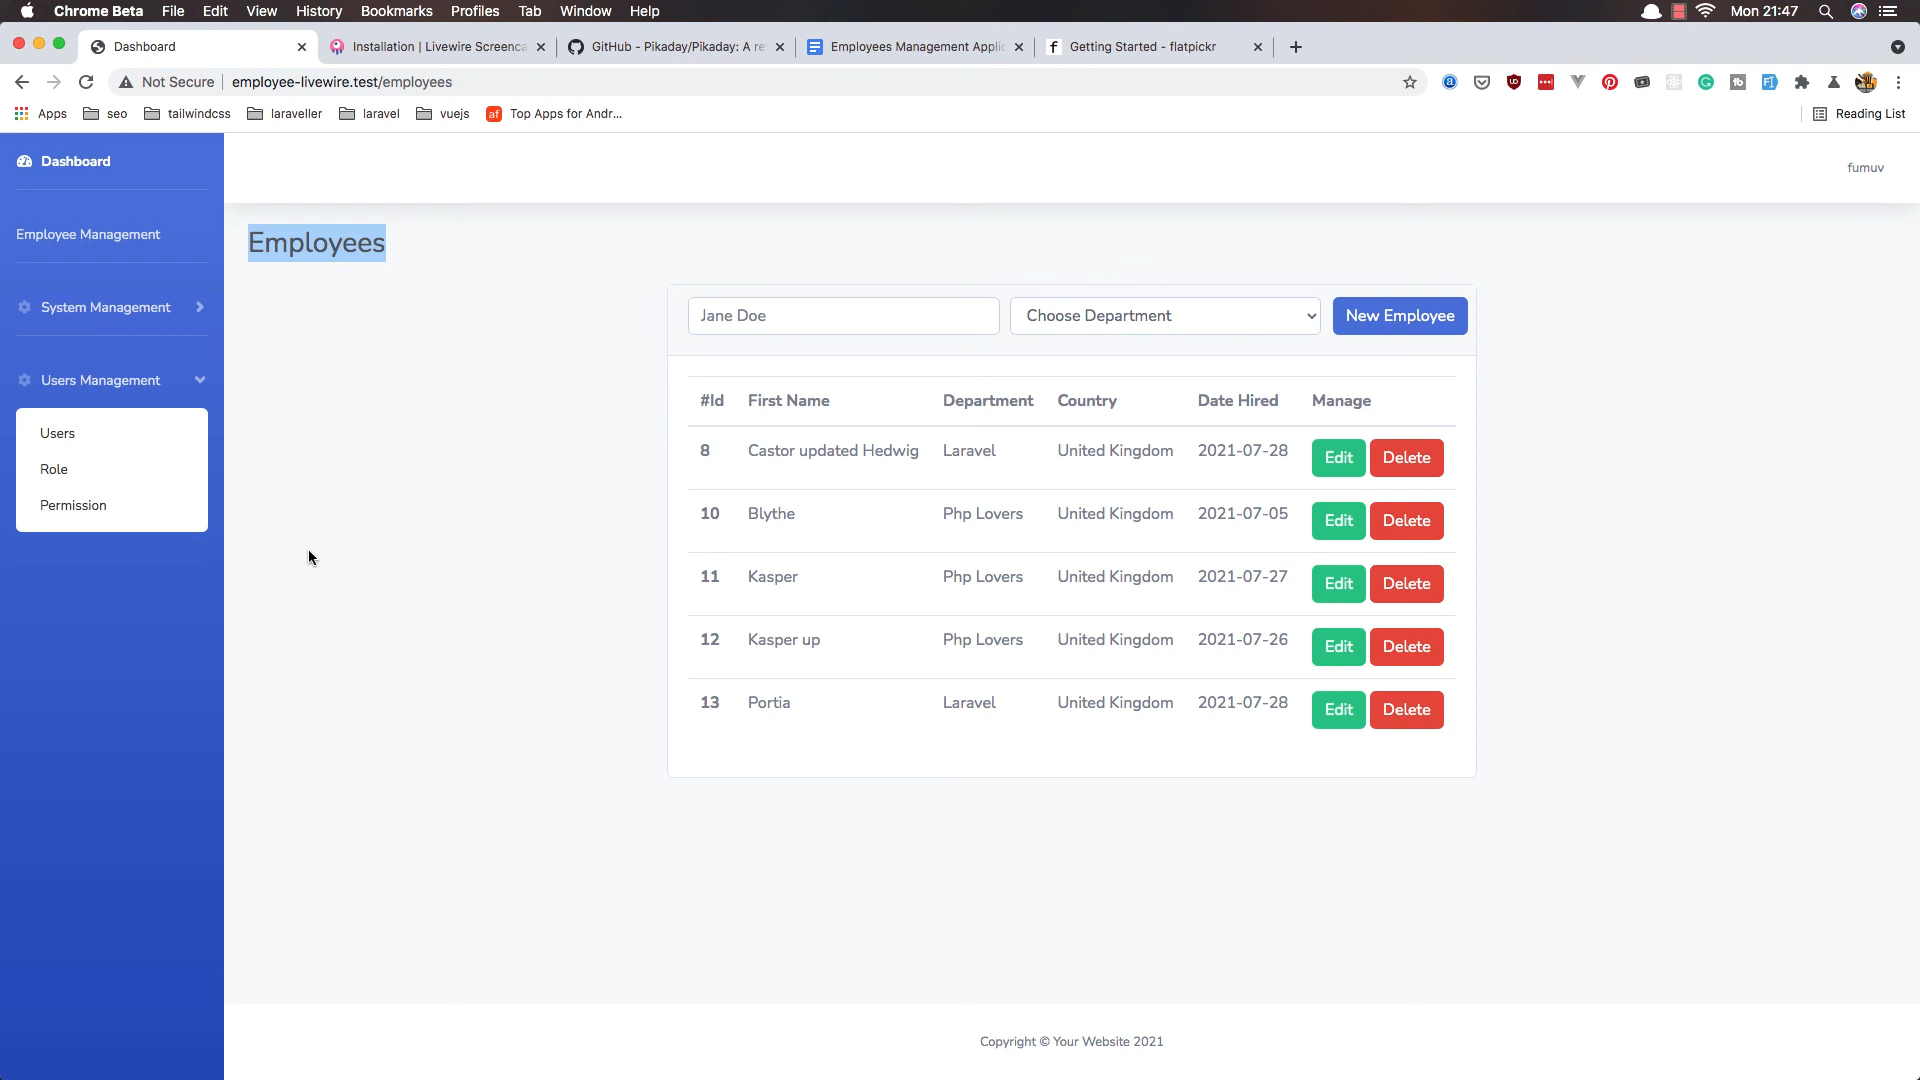 Chrome Beta File Edit View History Bookmarks Profiles Tab Window Help Mon 21:47
Dashboard Installation | Livewire Screenca GitHub - Pikaday/Pikaday: A re Employees Management Applic Getting Started - flatpickr
Not Secure employee-livewire.test/employees
Apps seo tailwindcss laraveller laravel vuejs Top Apps for Andr... Reading List
Dashboard
fumuv
Employee Management
Employees
System Management
Jane Doe Choose Department New Employee
Users Management
Users
Role
Permission
#Id First Name Department Country Date Hired Manage
8 Castor updated Hedwig Laravel United Kingdom 2021-07-28 Edit Delete
10 Blythe Php Lovers United Kingdom 2021-07-05 Edit Delete
11 Kasper Php Lovers United Kingdom 2021-07-27 Edit Delete
12 Kasper up Php Lovers United Kingdom 2021-07-26 Edit Delete
13 Portia Laravel United Kingdom 2021-07-28 Edit Delete
Copyright © Your Website 2021